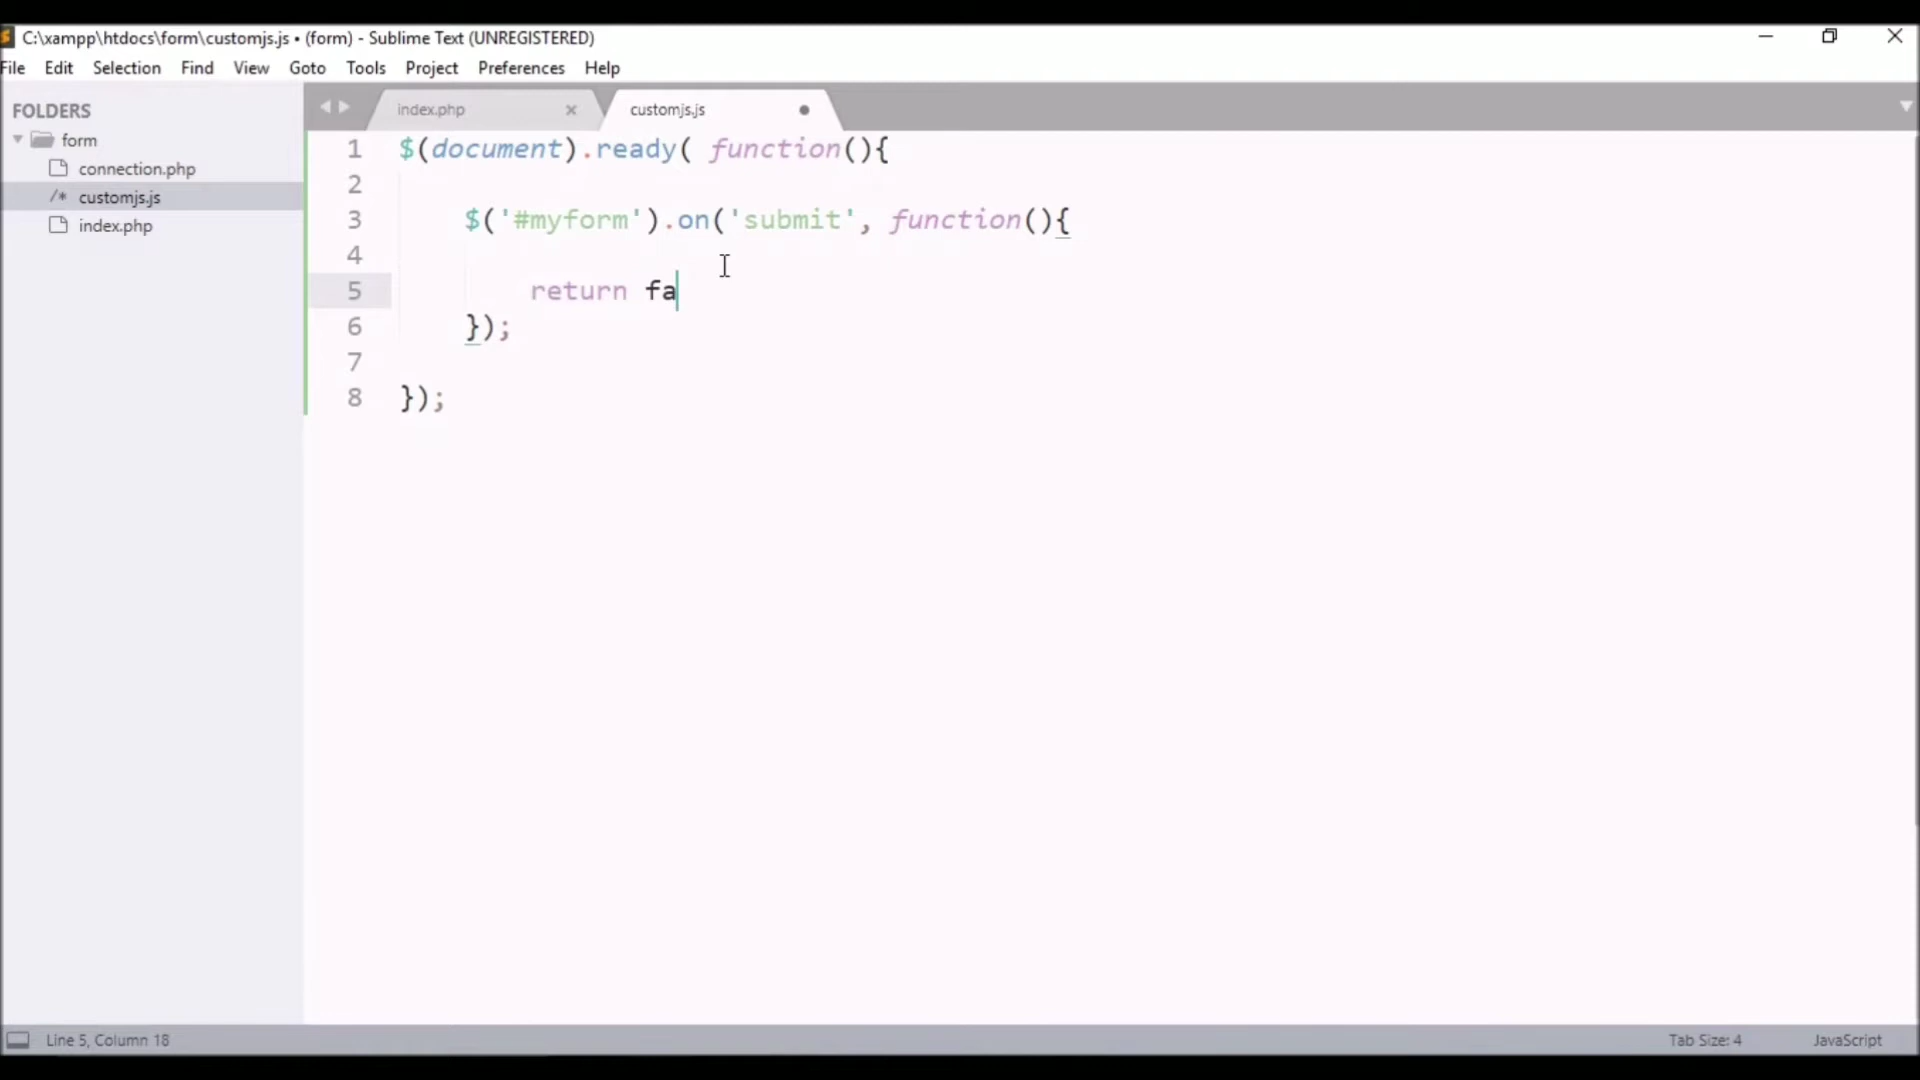 C:\xampp\htdocs\form\customjs.js • (form) - Sublime Text (UNREGISTERED)
File Edit Selection Find View Goto Tools Project Preferences Help
FOLDERS
form
connection.php
/* customjs.js
index.php
index.php customjs.js
1 $(document).ready( function(){
2
3 $('#myform').on('submit', function(){
4
5 return fa
6 });
7
8 });
Line 5, Column 18 Tab Size: 4 JavaScript